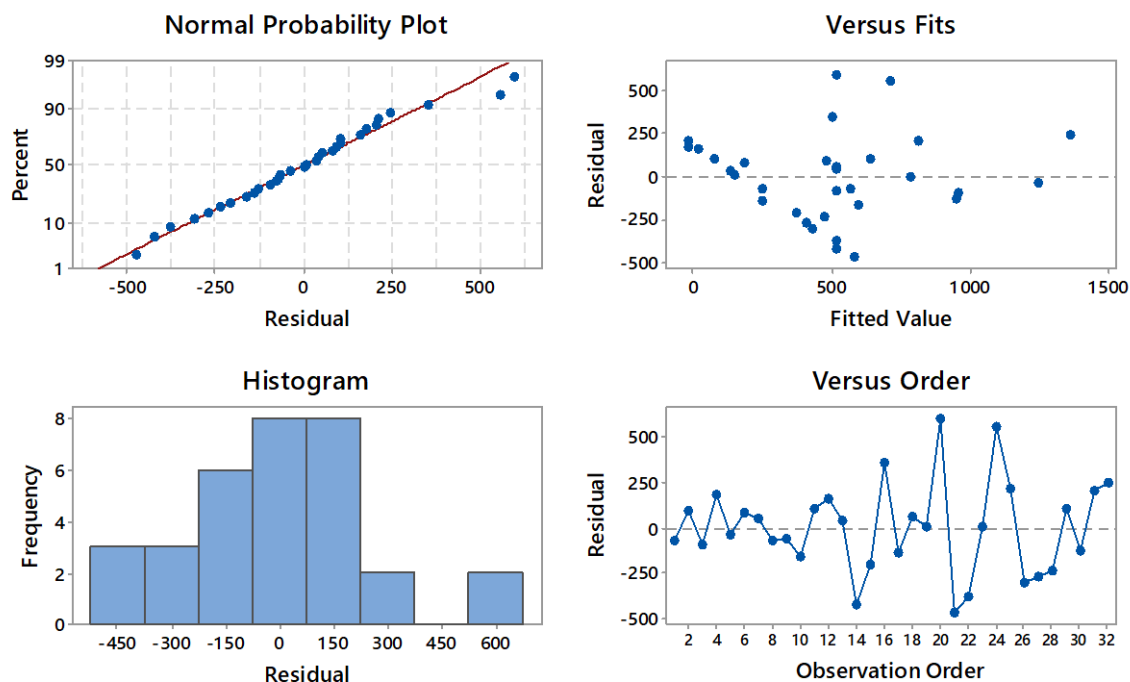 Normal Probability Plot
99
90
50
10
1
Percent
-500 -250 0 250 500
Residual
Versus Fits
500
250
0
-250
-500
Residual
0 500 1000 1500
Fitted Value
Histogram
8
6
4
2
0
Frequency
-450 -300 -150 0 150 300 450 600
Residual
Versus Order
500
250
0
-250
-500
Residual
2 4 6 8 10 12 14 16 18 20 22 24 26 28 30 32
Observation Order